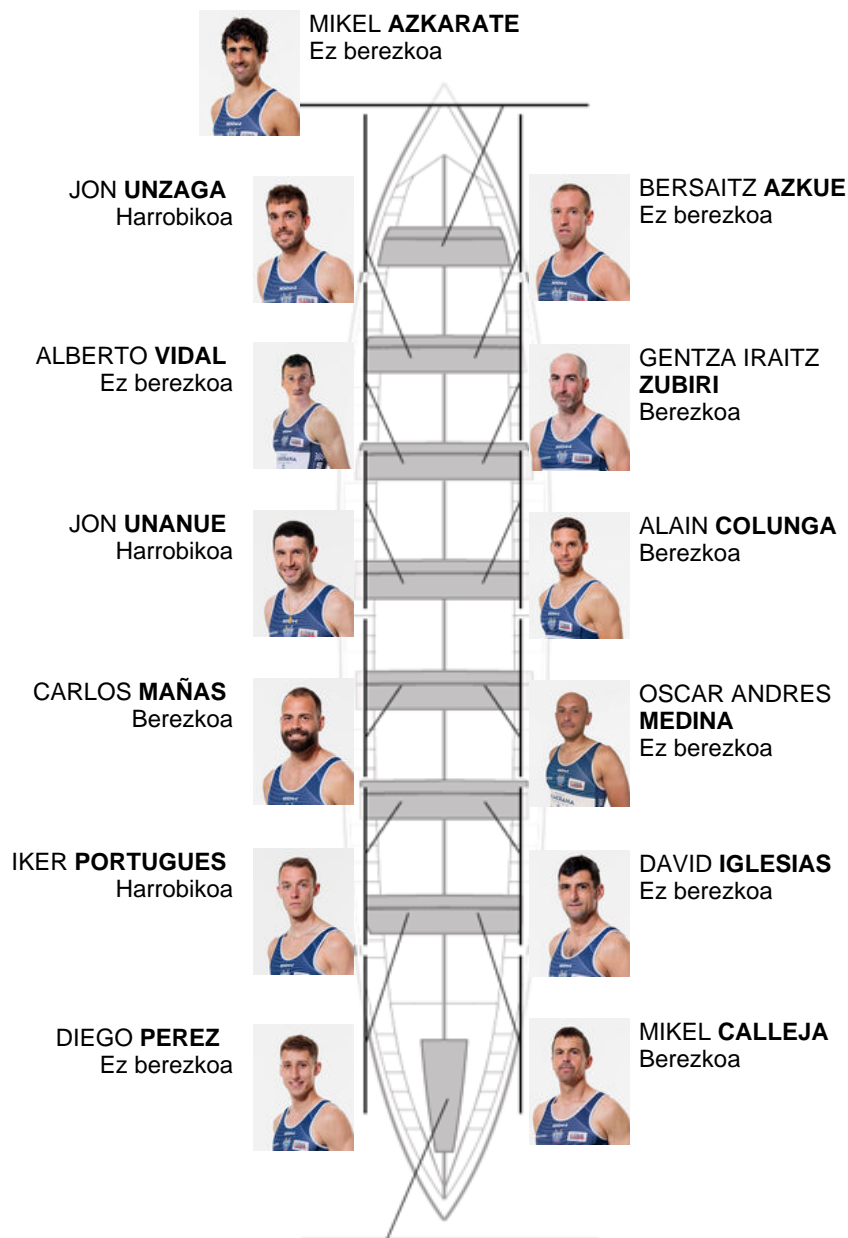 MIKEL AZKARATE
Ez berezkoa
JON UNZAGA
Harrobikoa
BERSAITZ AZKUE
Ez berezkoa
ALBERTO VIDAL
Ez berezkoa
GENTZA IRAITZ
ZUBIRI
Berezkoa
JON UNANUE
Harrobikoa
ALAIN COLUNGA
Berezkoa
CARLOS MAÑAS
Berezkoa
OSCAR ANDRES
MEDINA
Ez berezkoa
IKER PORTUGUES
Harrobikoa
DAVID IGLESIAS
Ez berezkoa
DIEGO PEREZ
Ez berezkoa
MIKEL CALLEJA
Berezkoa